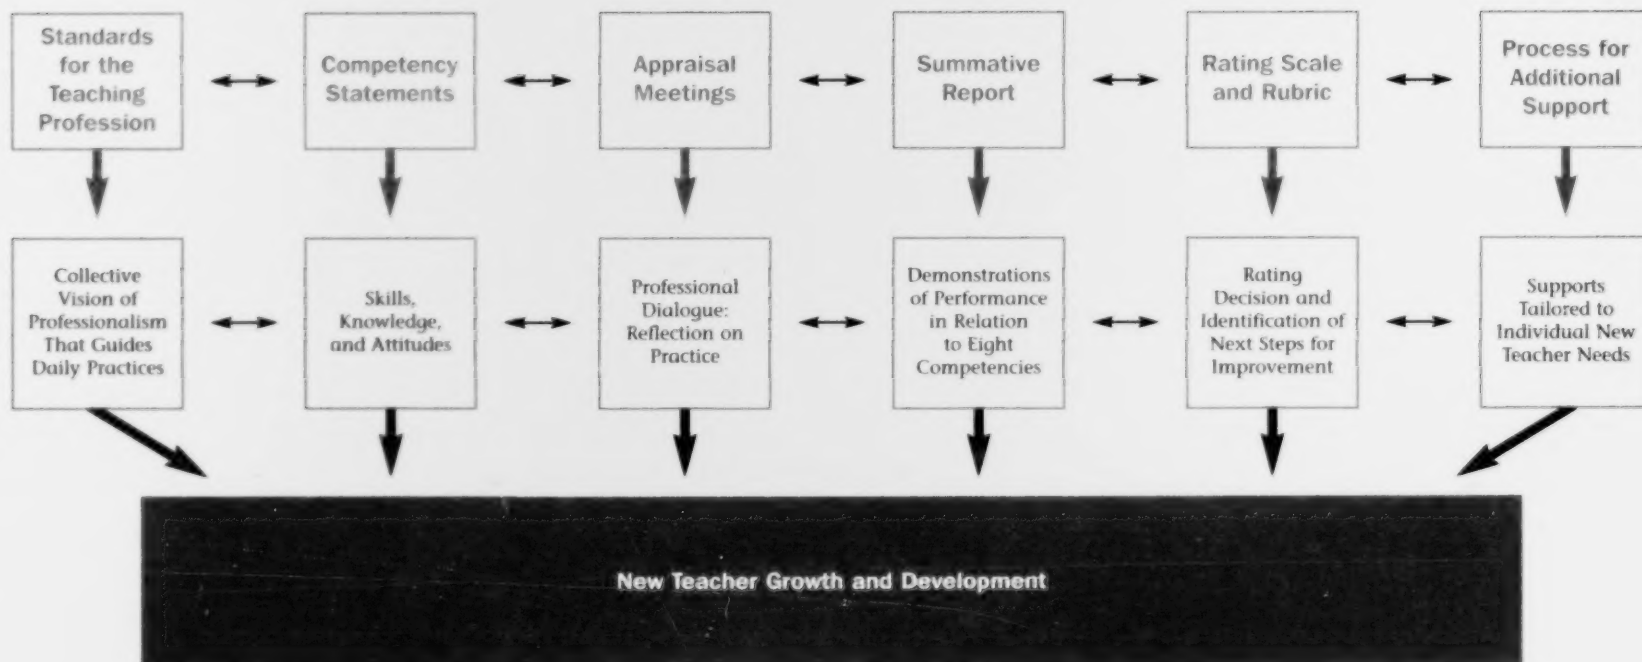 Standards
for the
Teaching
Profession
Competency
Statements
Appraisal
Meetings
Summative
Report
Rating Scale
and Rubric
Process for
Additional
Support
Collective
Vision of
Professionalism
That Guides
Daily Practices
Skills,
Knowledge,
and Attitudes
Professional
Dialogue:
Reflection on
Practice
Demonstrations
of Performance
in Relation
to Eight
Competencies
Rating
Decision and
Identification of
Next Steps for
Improvement
Supports
Tailored to
Individual New
Teacher Needs
New Teacher Growth and Development